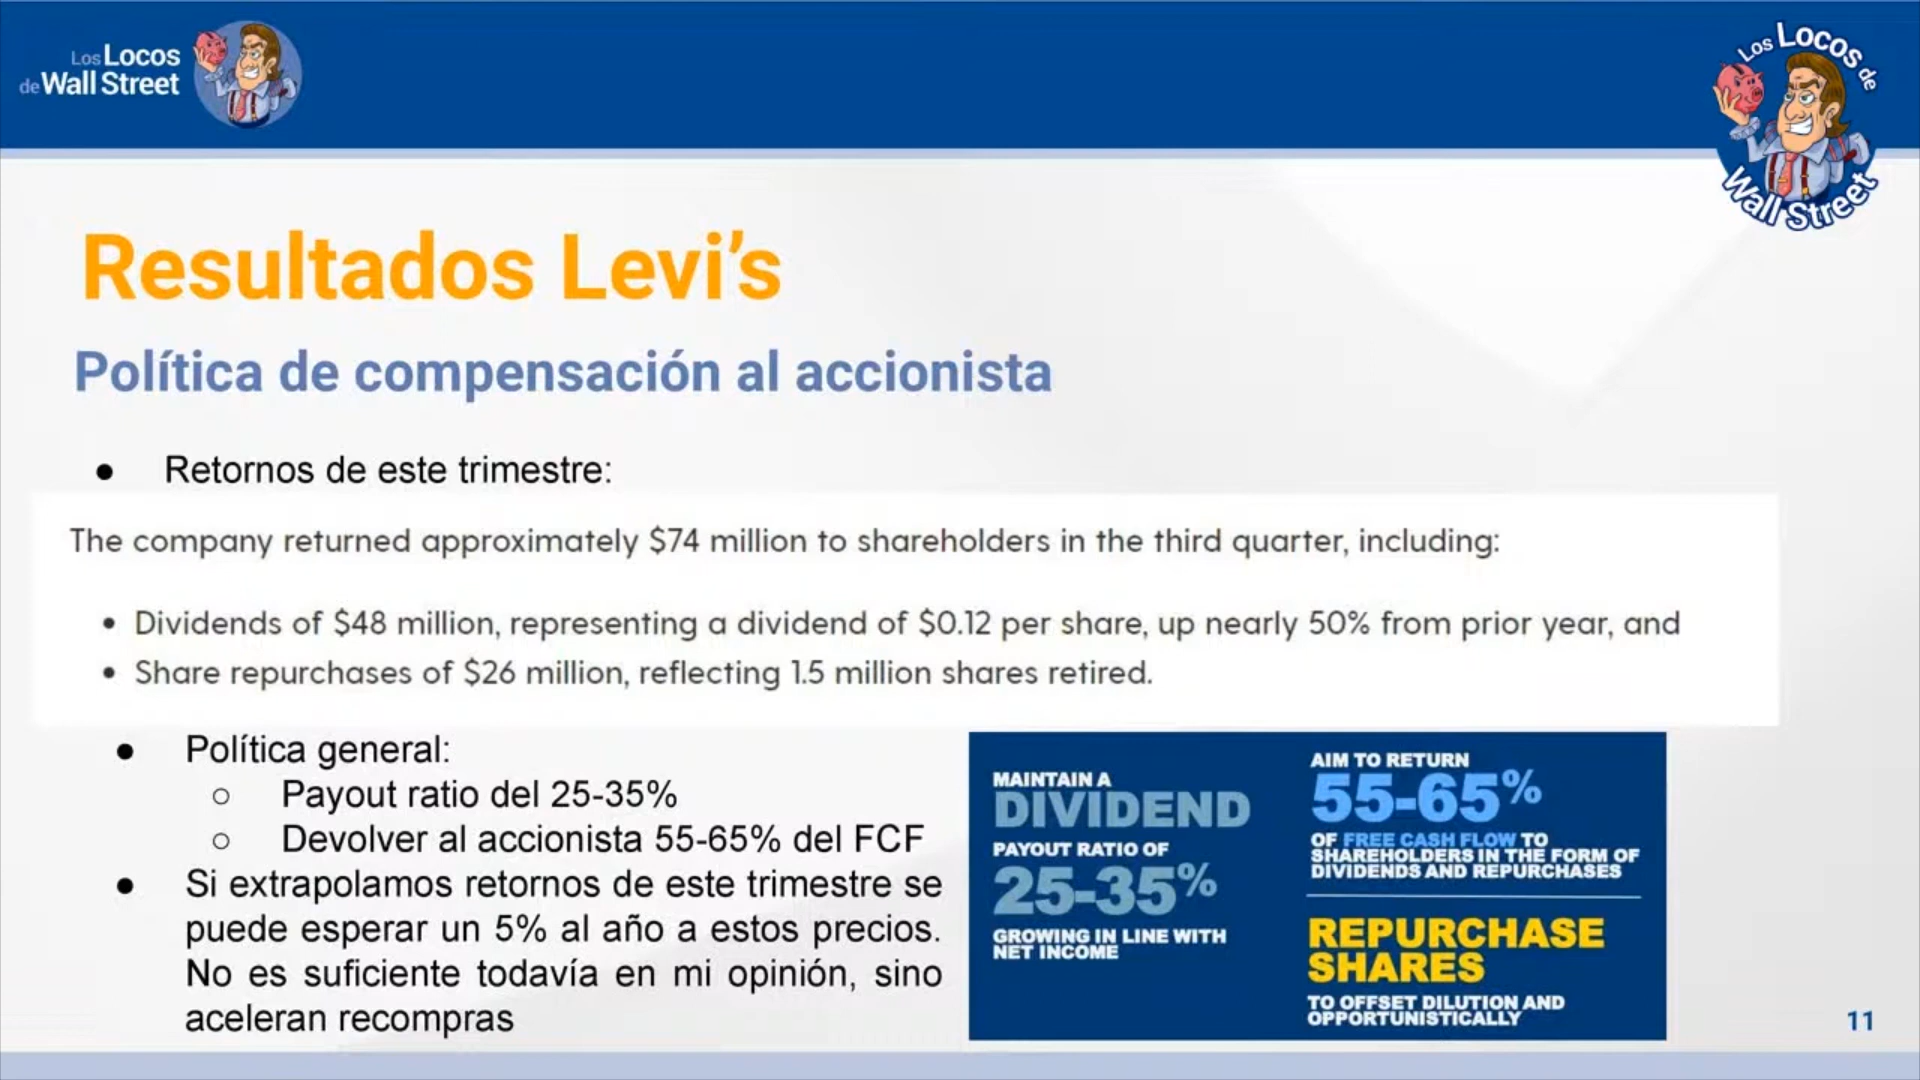 Los Locos
de Wall Street
Los Locos de
Wall Street
Resultados Levi's
Política de compensación al accionista
● Retornos de este trimestre:
The company returned approximately $74 million to shareholders in the third quarter, including:
• Dividends of $48 million, representing a dividend of $0.12 per share, up nearly 50% from prior year, and
• Share repurchases of $26 million, reflecting 1.5 million shares retired.
● Política general:
○ Payout ratio del 25-35%
○ Devolver al accionista 55-65% del FCF
● Si extrapolamos retornos de este trimestre se
puede esperar un 5% al año a estos precios.
No es suficiente todavía en mi opinión, sino
aceleran recompras
MAINTAIN A
DIVIDEND
PAYOUT RATIO OF
25-35%
GROWING IN LINE WITH
NET INCOME
AIM TO RETURN
55-65%
OF FREE CASH FLOW TO
SHAREHOLDERS IN THE FORM OF
DIVIDENDS AND REPURCHASES
REPURCHASE
SHARES
TO OFFSET DILUTION AND
OPPORTUNISTICALLY
11